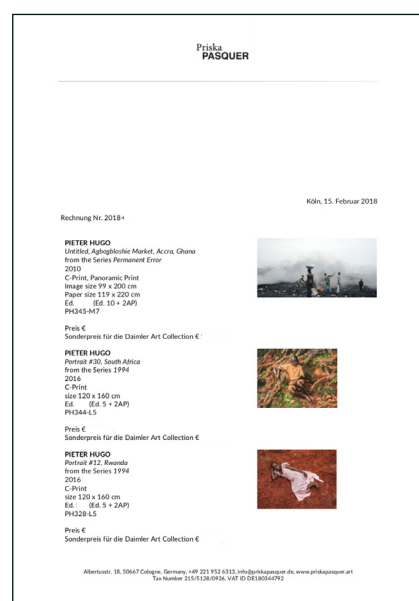 Priska
PASQUER
Köln, 15. Februar 2018
Rechnung Nr. 2018-
PIETER HUGO
Untitled, Agbogbloshie Market, Accra, Ghana
from the Series Permanent Error
2010
C-Print, Panoramic Print
Image size 99 x 200 cm
Paper size 119 x 220 cm
Ed. (Ed. 10 + 2AP)
PH345-M7
Preis €
Sonderpreis für die Daimler Art Collection €
PIETER HUGO
Portrait #30, South Africa
from the Series 1994
2016
C-Print
size 120 x 160 cm
Ed. (Ed. 5 + 2AP)
PH344-L5
Preis €
Sonderpreis für die Daimler Art Collection €
PIETER HUGO
Portrait #12, Rwanda
from the Series 1994
2016
C-Print
size 120 x 160 cm
Ed. (Ed. 5 + 2AP)
PH328-L5
Preis €
Sonderpreis für die Daimler Art Collection €
Albertusstr. 18, 50667 Cologne, Germany, +49 221 952 6313, info@priskapasquer.de, www.priskapasquer.art
Tax Number 215/5128/0926, VAT ID DE180344792